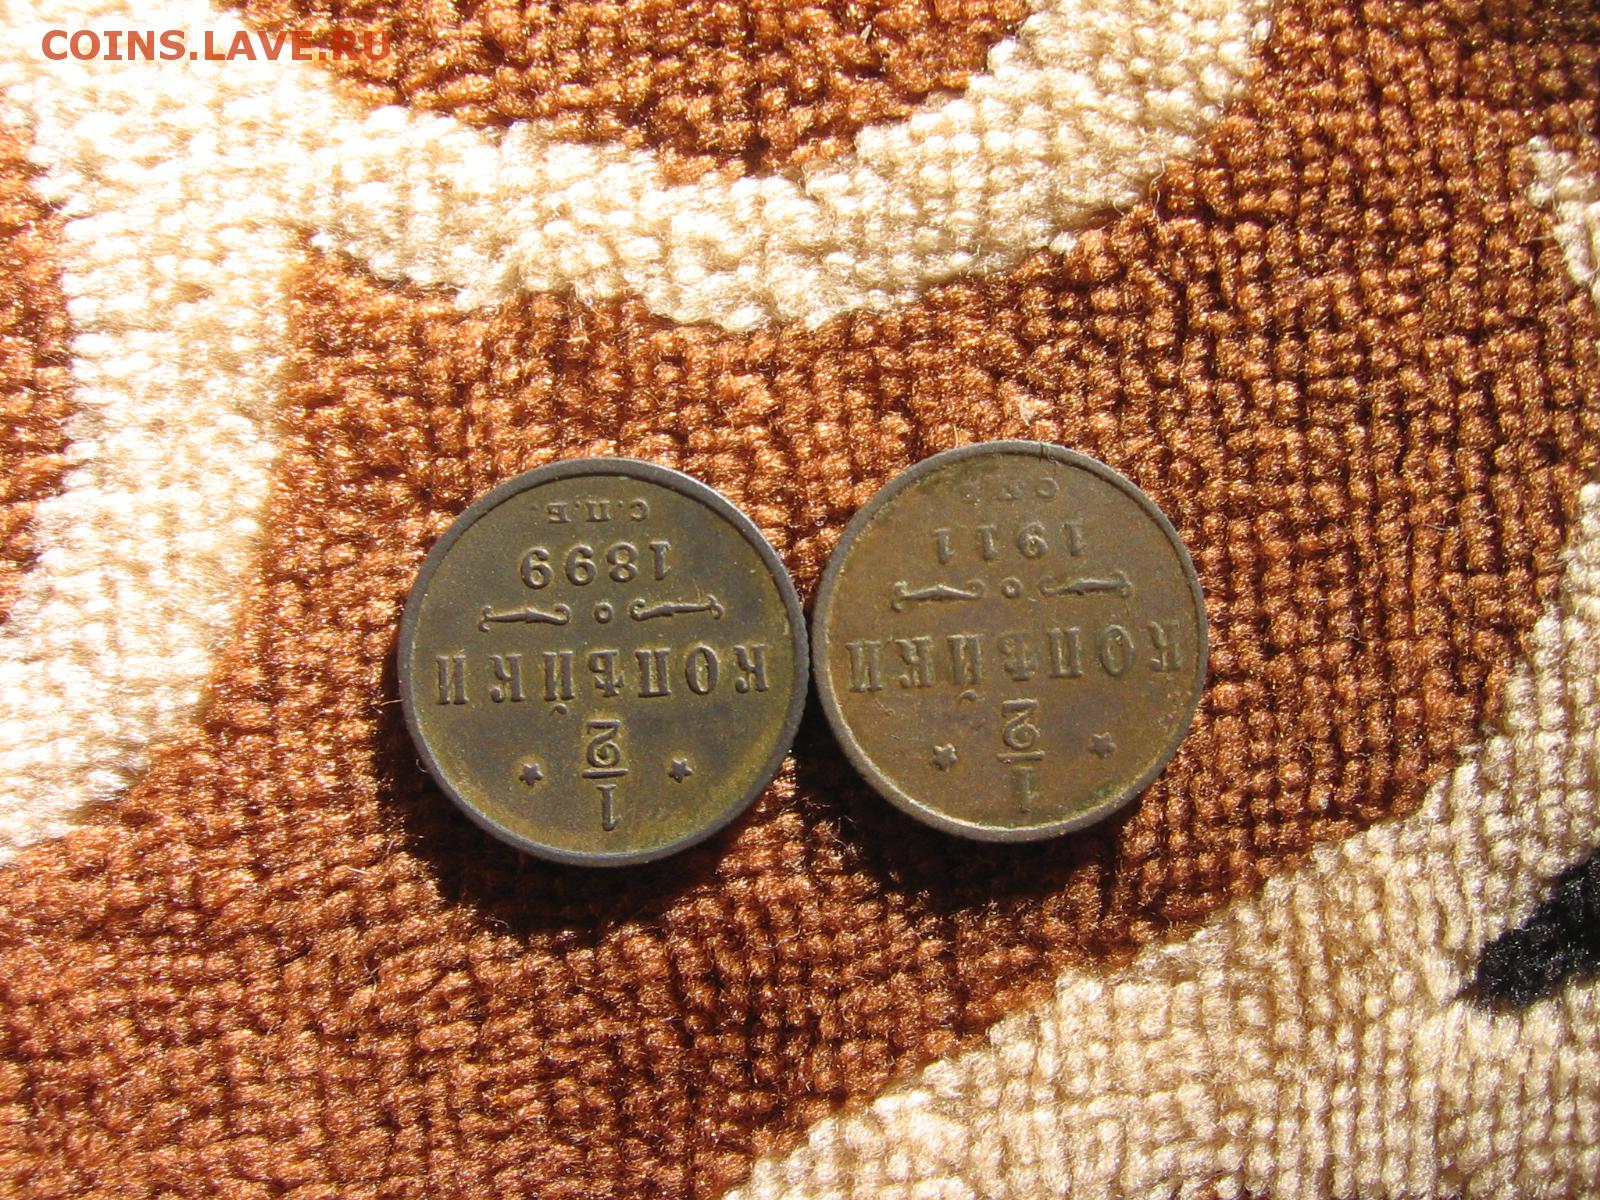 COINS.LAVE.RU
1
2
КОПѢЙКИ
1899
С.П.Б.
1
2
КОПѢЙКИ
1911
С.П.Б.